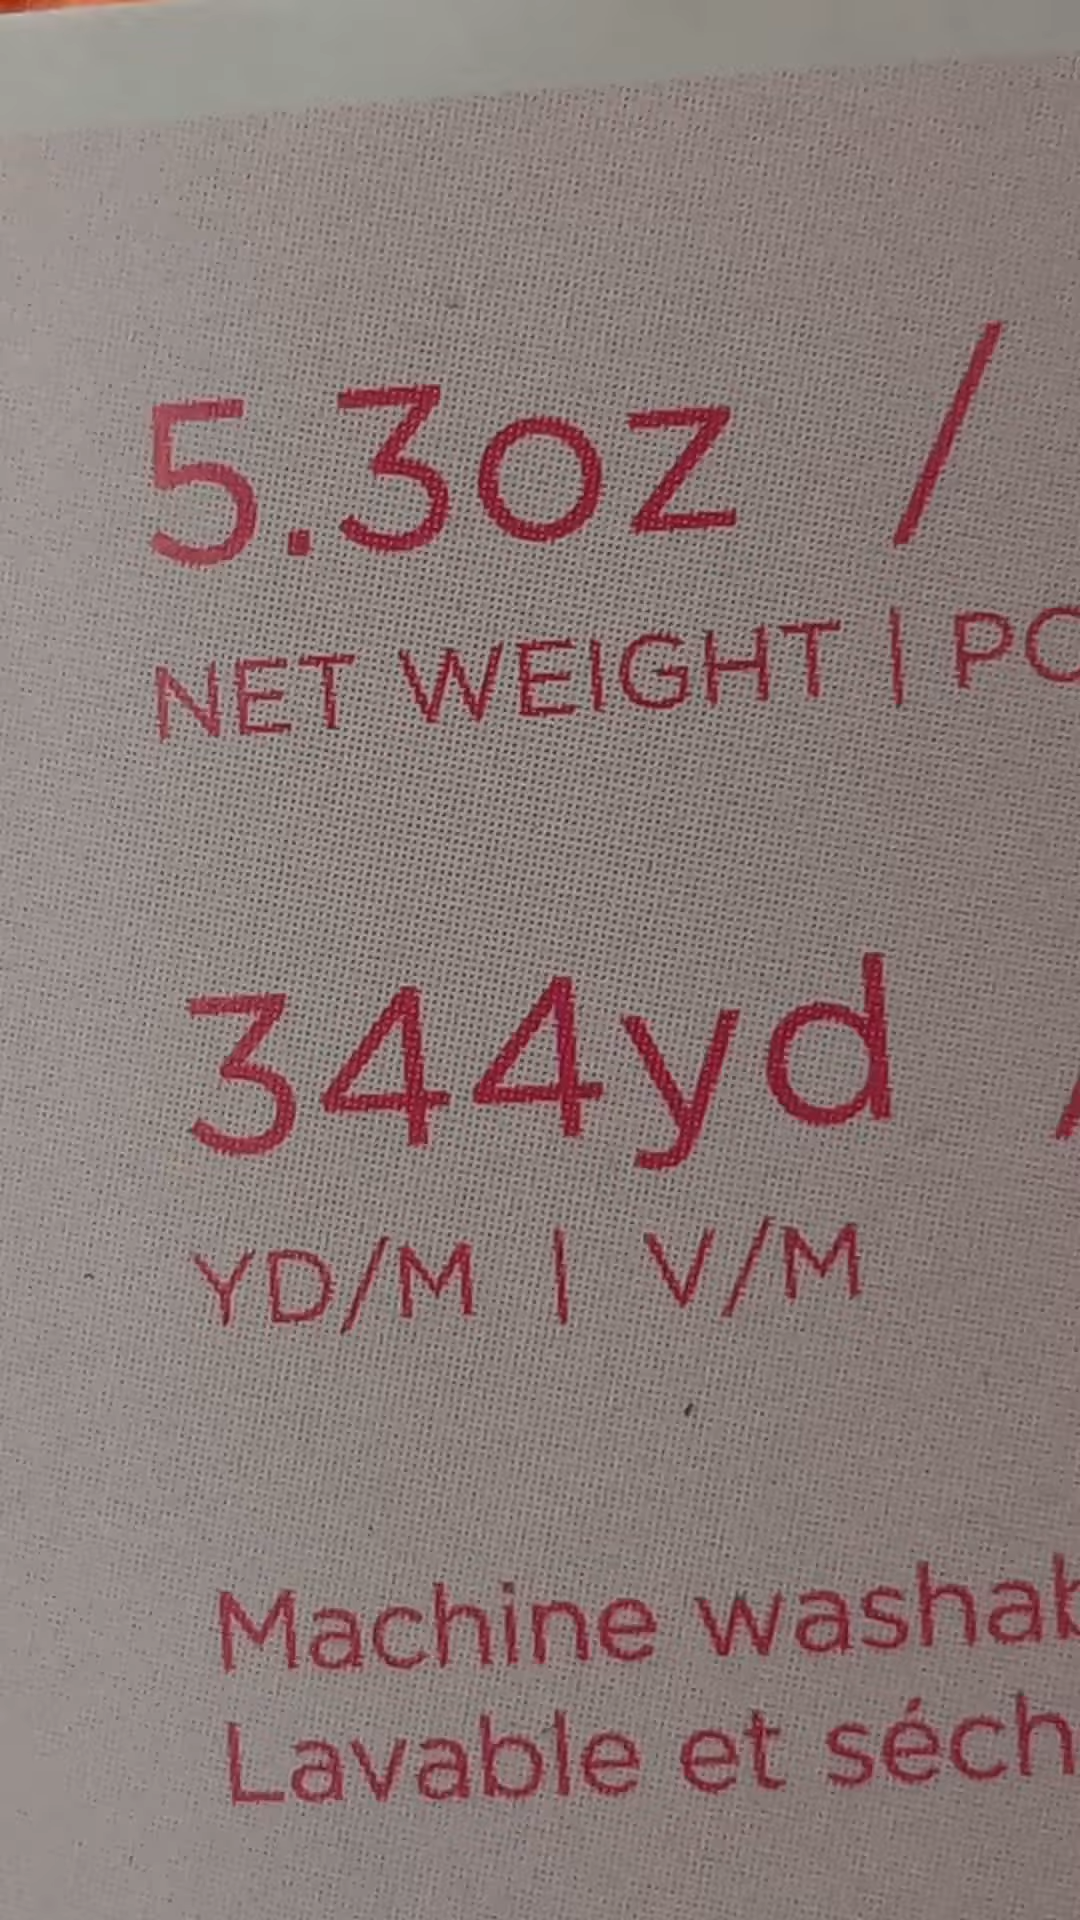 5.3oz /
NET WEIGHT | PO
344yd /
YD/M | V/M
Machine washab
Lavable et séch